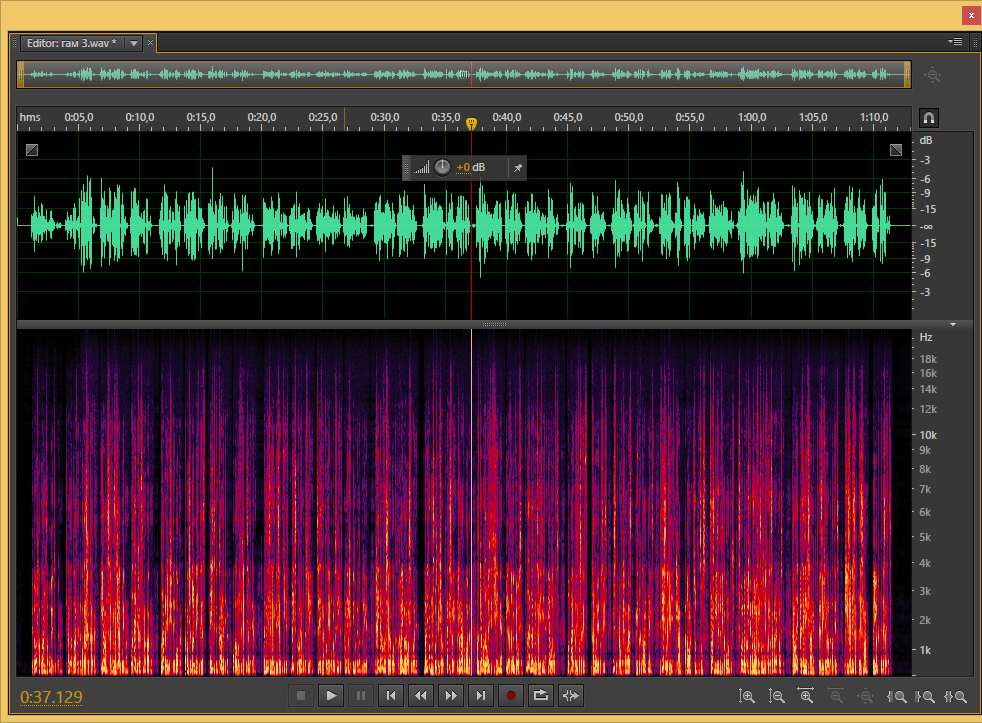 x
Editor: гам 3.wav *
hms 0:05,0 0:10,0 0:15,0 0:20,0 0:25,0 0:30,0 0:35,0 0:40,0 0:45,0 0:50,0 0:55,0 1:00,0 1:05,0 1:10,0
dB
-3
-6
-9
-15
-∞
-15
-9
-6
-3
+0 dB
Hz
18k
16k
14k
12k
10k
9k
8k
7k
6k
5k
4k
3k
2k
1k
0:37.129